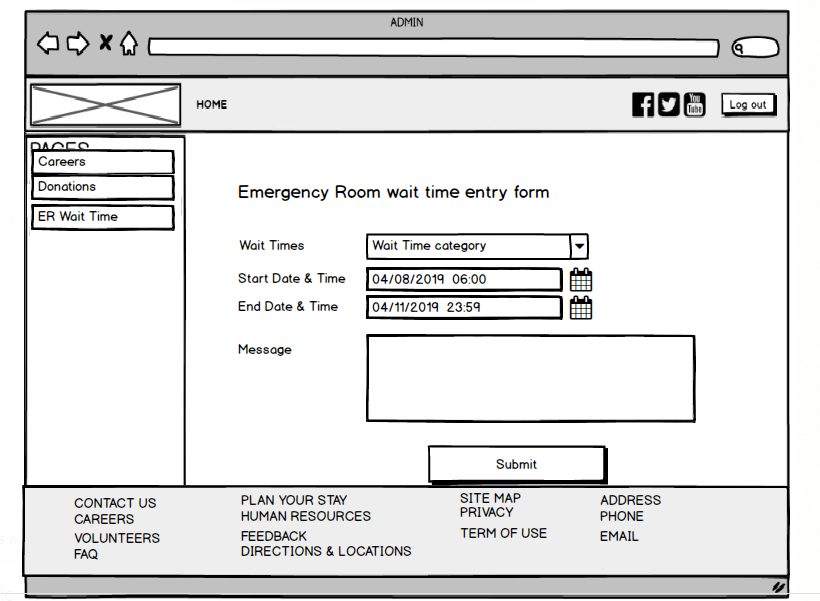 ADMIN
HOME
You
Tube
Log out
PAGES
Careers
Donations
ER Wait Time
Emergency Room wait time entry form
Wait Times
Wait Time category
Start Date & Time
04/08/2019 06:00
End Date & Time
04/11/2019 23:59
Message
Submit
CONTACT US
CAREERS
VOLUNTEERS
FAQ
PLAN YOUR STAY
HUMAN RESOURCES
FEEDBACK
DIRECTIONS & LOCATIONS
SITE MAP
PRIVACY
TERM OF USE
ADDRESS
PHONE
EMAIL